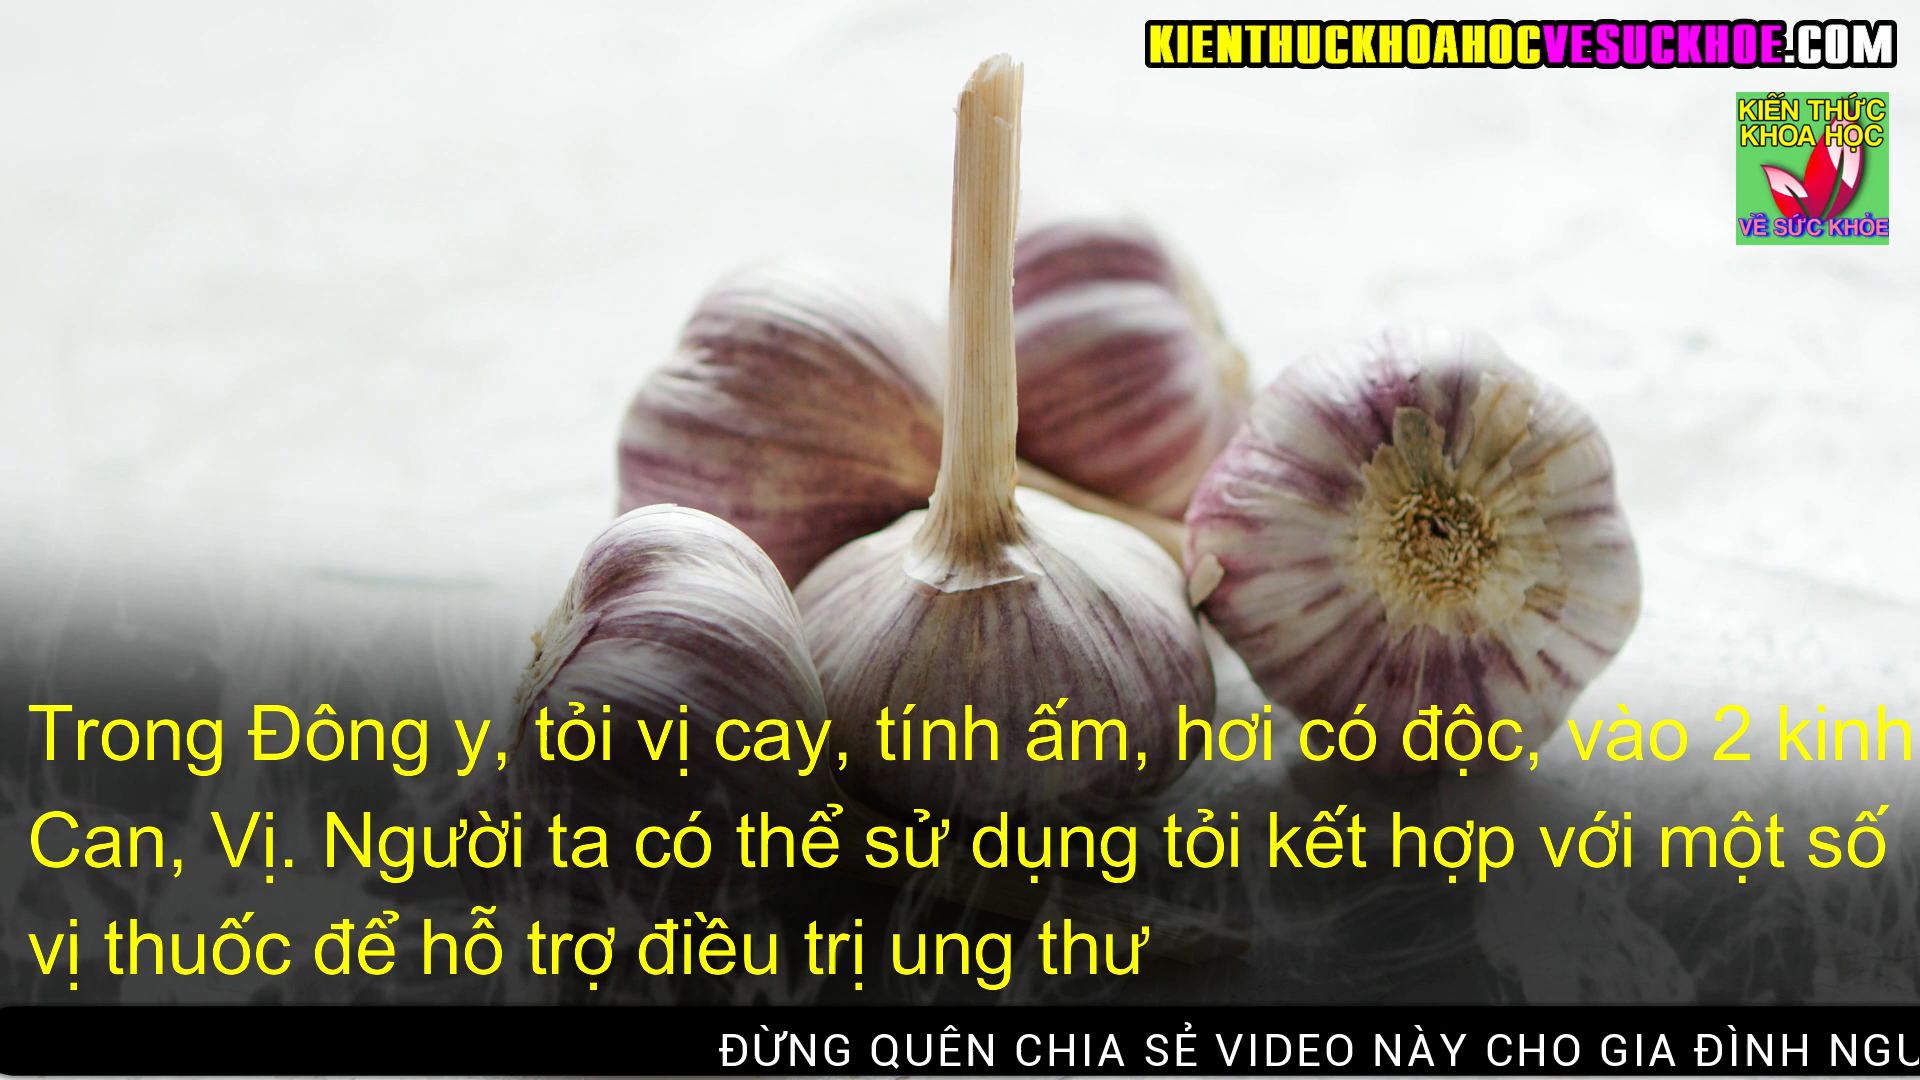 KIENTHUCKHOAHOCVESUCKHOE.COM
KIẾN THỨC
KHOA HỌC
VỀ SỨC KHỎE
Trong Đông y, tỏi vị cay, tính ấm, hơi có độc, vào 2 kinh
Can, Vị. Người ta có thể sử dụng tỏi kết hợp với một số
vị thuốc để hỗ trợ điều trị ung thư
ĐỪNG QUÊN CHIA SẺ VIDEO NÀY CHO GIA ĐÌNH NGƯ